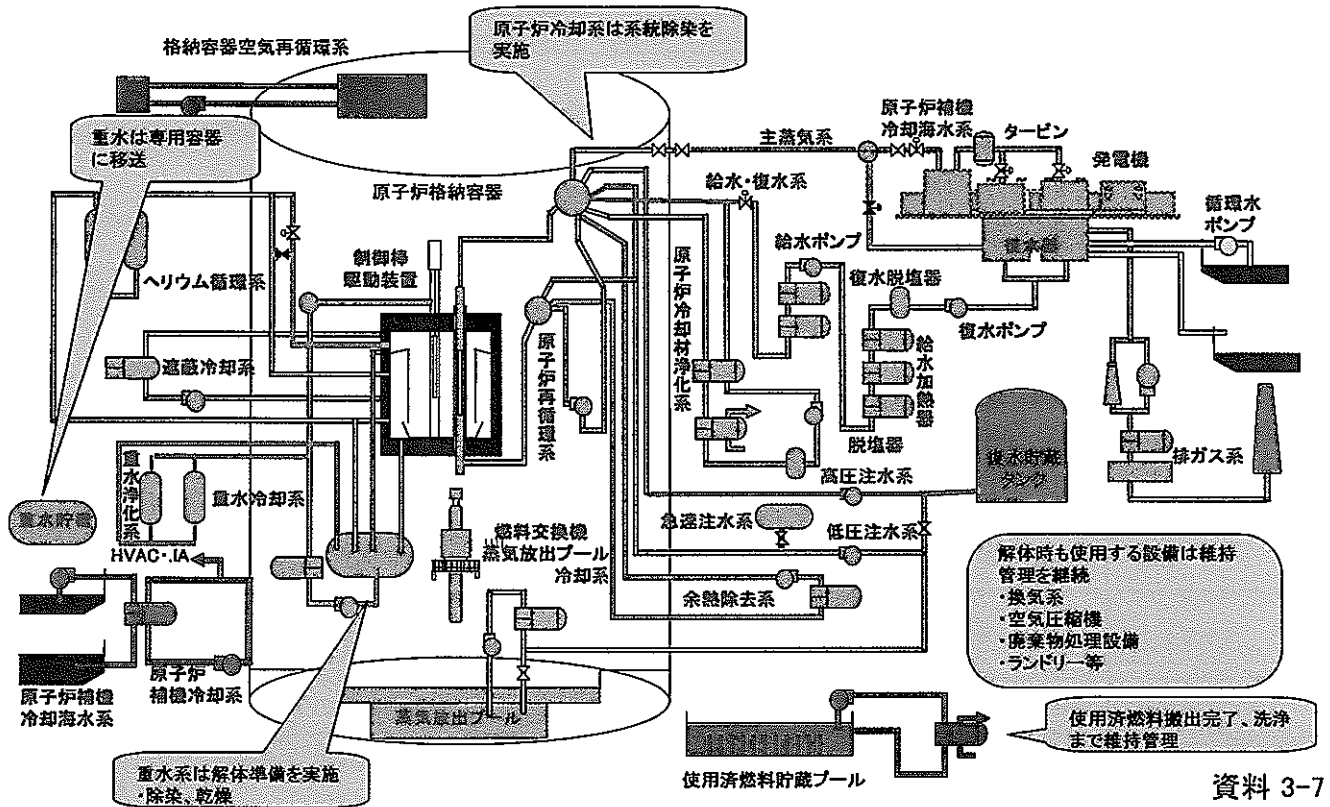 格納容器空気再循環系
原子炉冷却系は系統除染を
実施
重水は専用容器
に移送
原子炉格納容器
主蒸気系
原子炉補機
冷却海水系
タービン
発電機
給水・復水系
循環水
ポンプ
給水ポンプ
復水器
ヘリウム循環系
制御棒
駆動装置
復水脱塩器
復水ポンプ
遮蔽冷却系
原子炉再循環系
原子炉冷却材浄化系
給水加熱器
脱塩器
復水貯蔵
タンク
排ガス系
重水浄化系
重水冷却系
重水貯蔵
高圧注水系
急速注水系
低圧注水系
燃料交換機
蒸気放出プール
冷却系
HVAC・IA
余熱除去系
解体時も使用する設備は維持
管理を継続
・換気系
・空気圧縮機
・廃棄物処理設備
・ランドリー等
原子炉補機
冷却海水系
原子炉
補機冷却系
蒸気放出プール
使用済燃料搬出完了、洗浄
まで維持管理
重水系は解体準備を実施
・除染、乾燥
使用済燃料貯蔵プール
資料 3-7